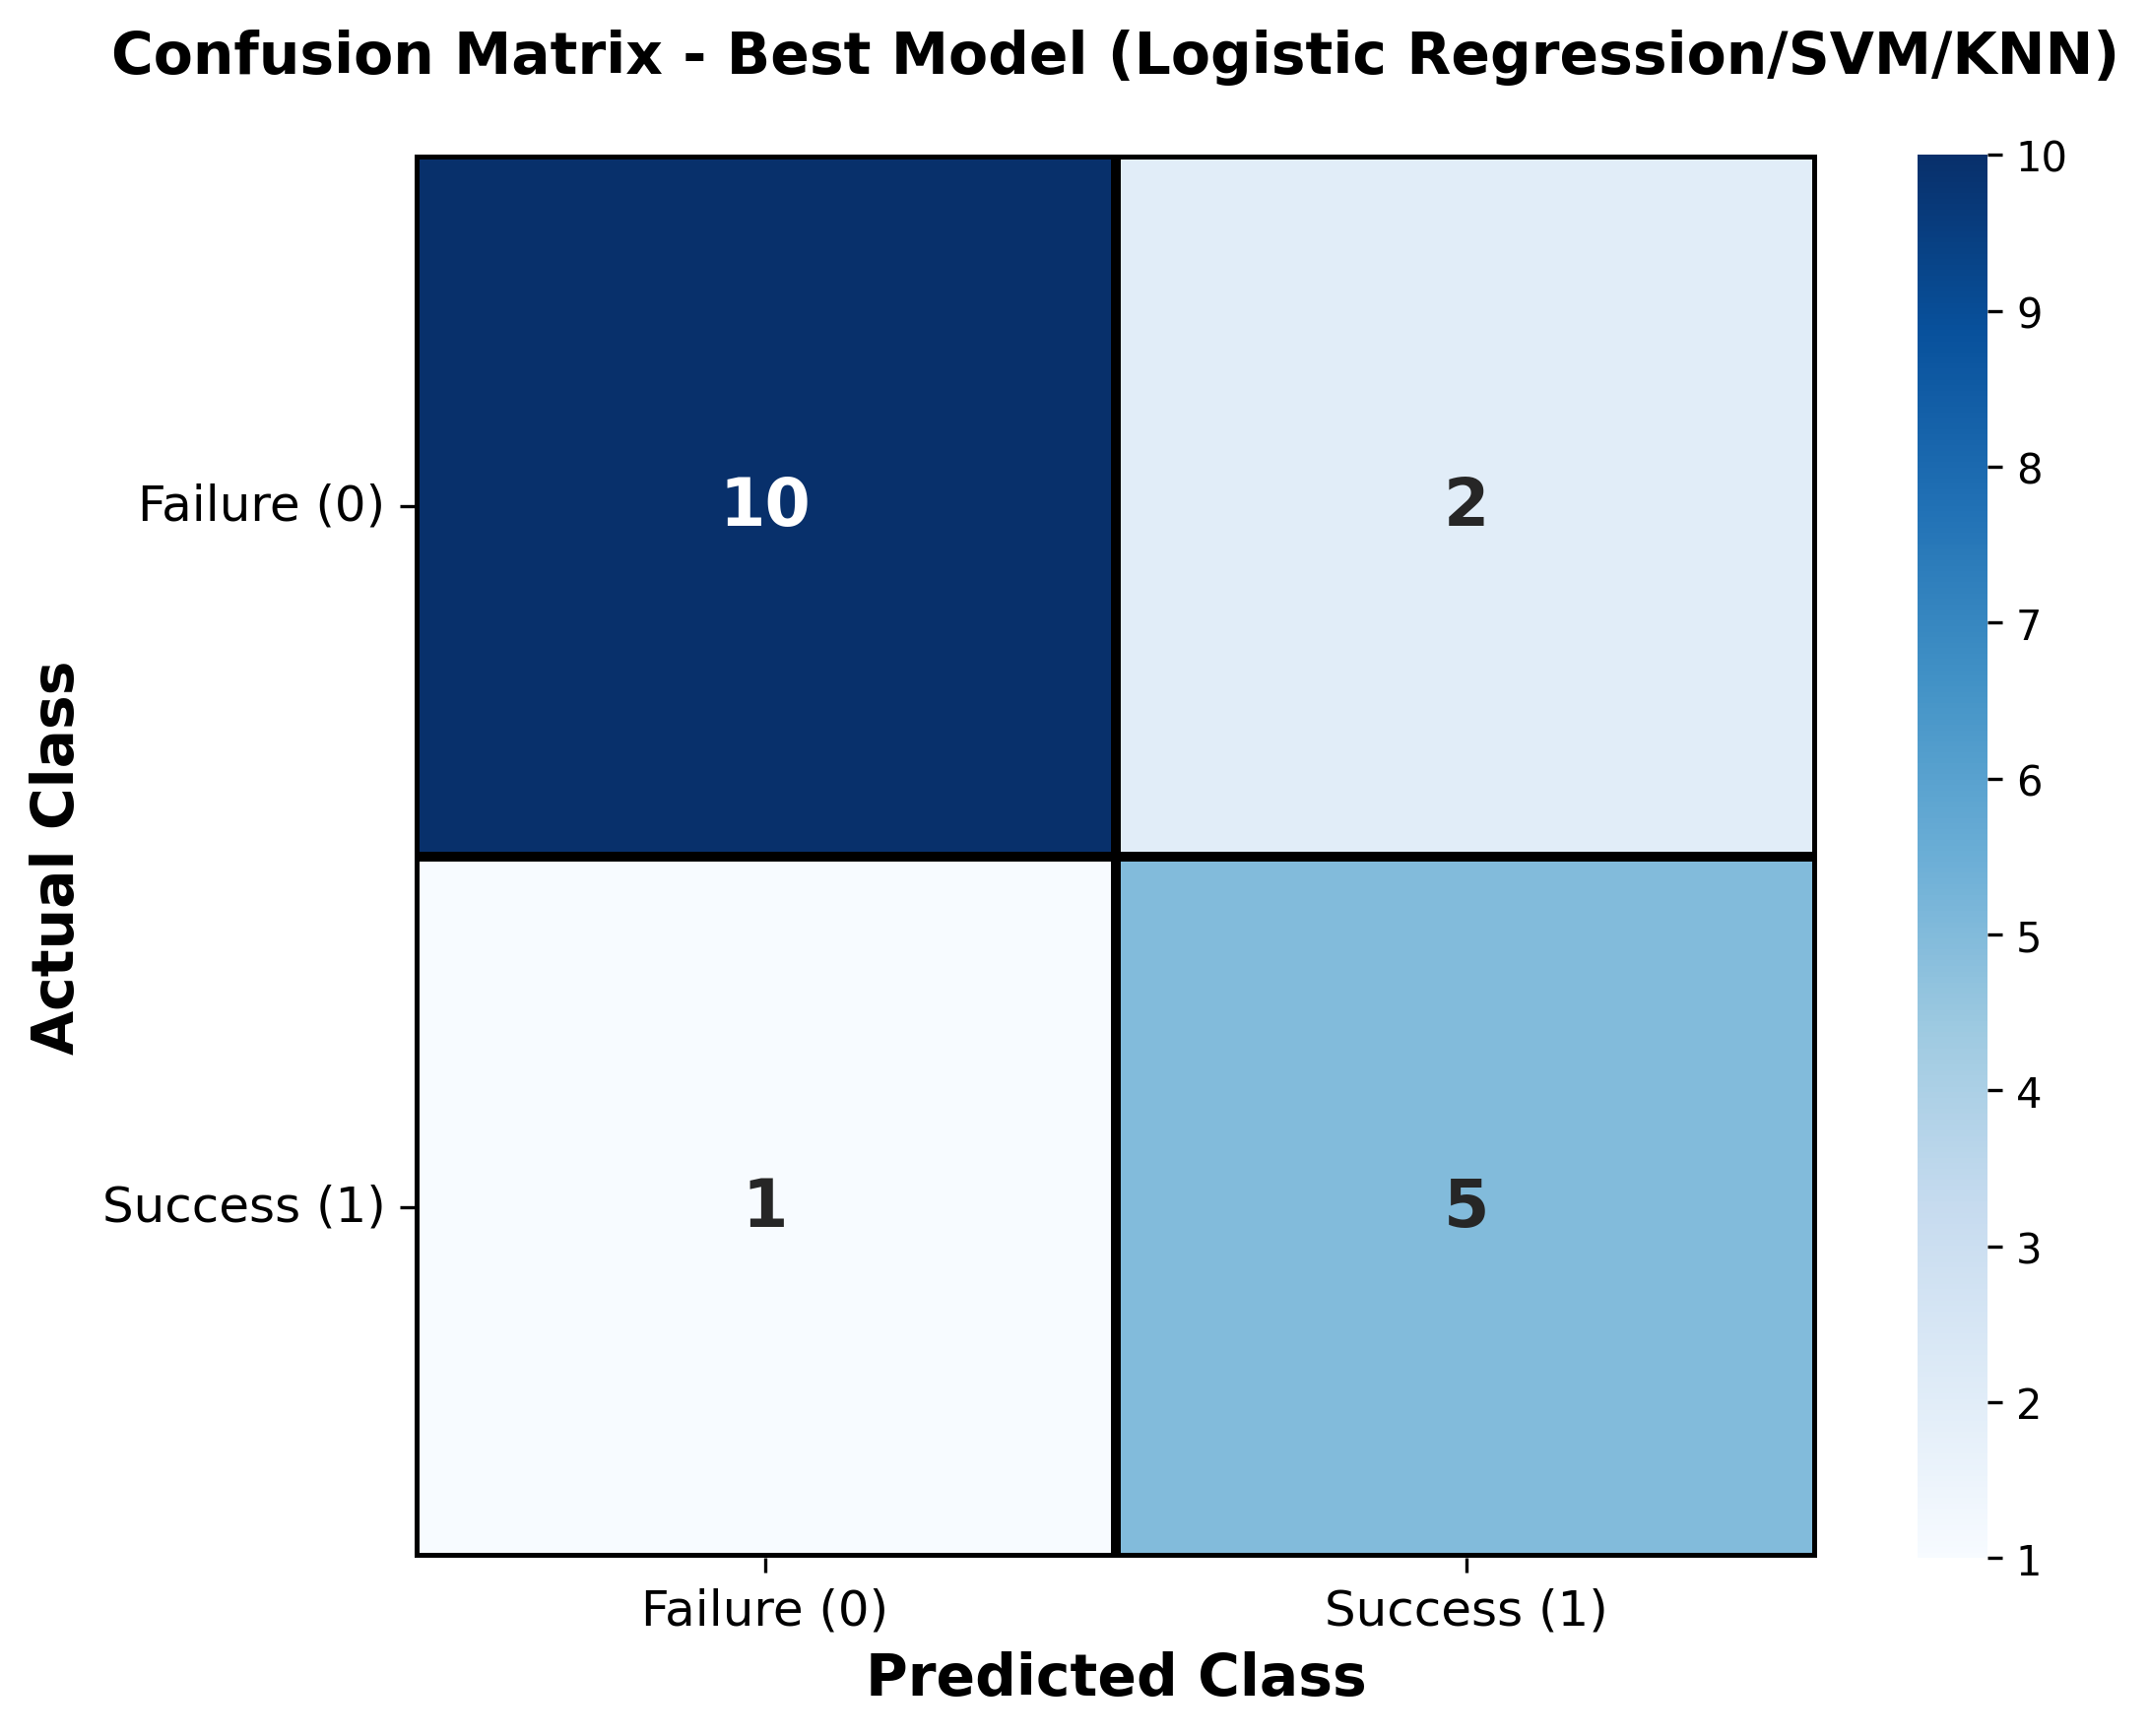 Confusion Matrix - Best Model (Logistic Regression/SVM/KNN)
Actual Class
Failure (0)
10
2
Success (1)
1
5
Failure (0)
Success (1)
Predicted Class
10
9
8
7
6
5
4
3
2
1